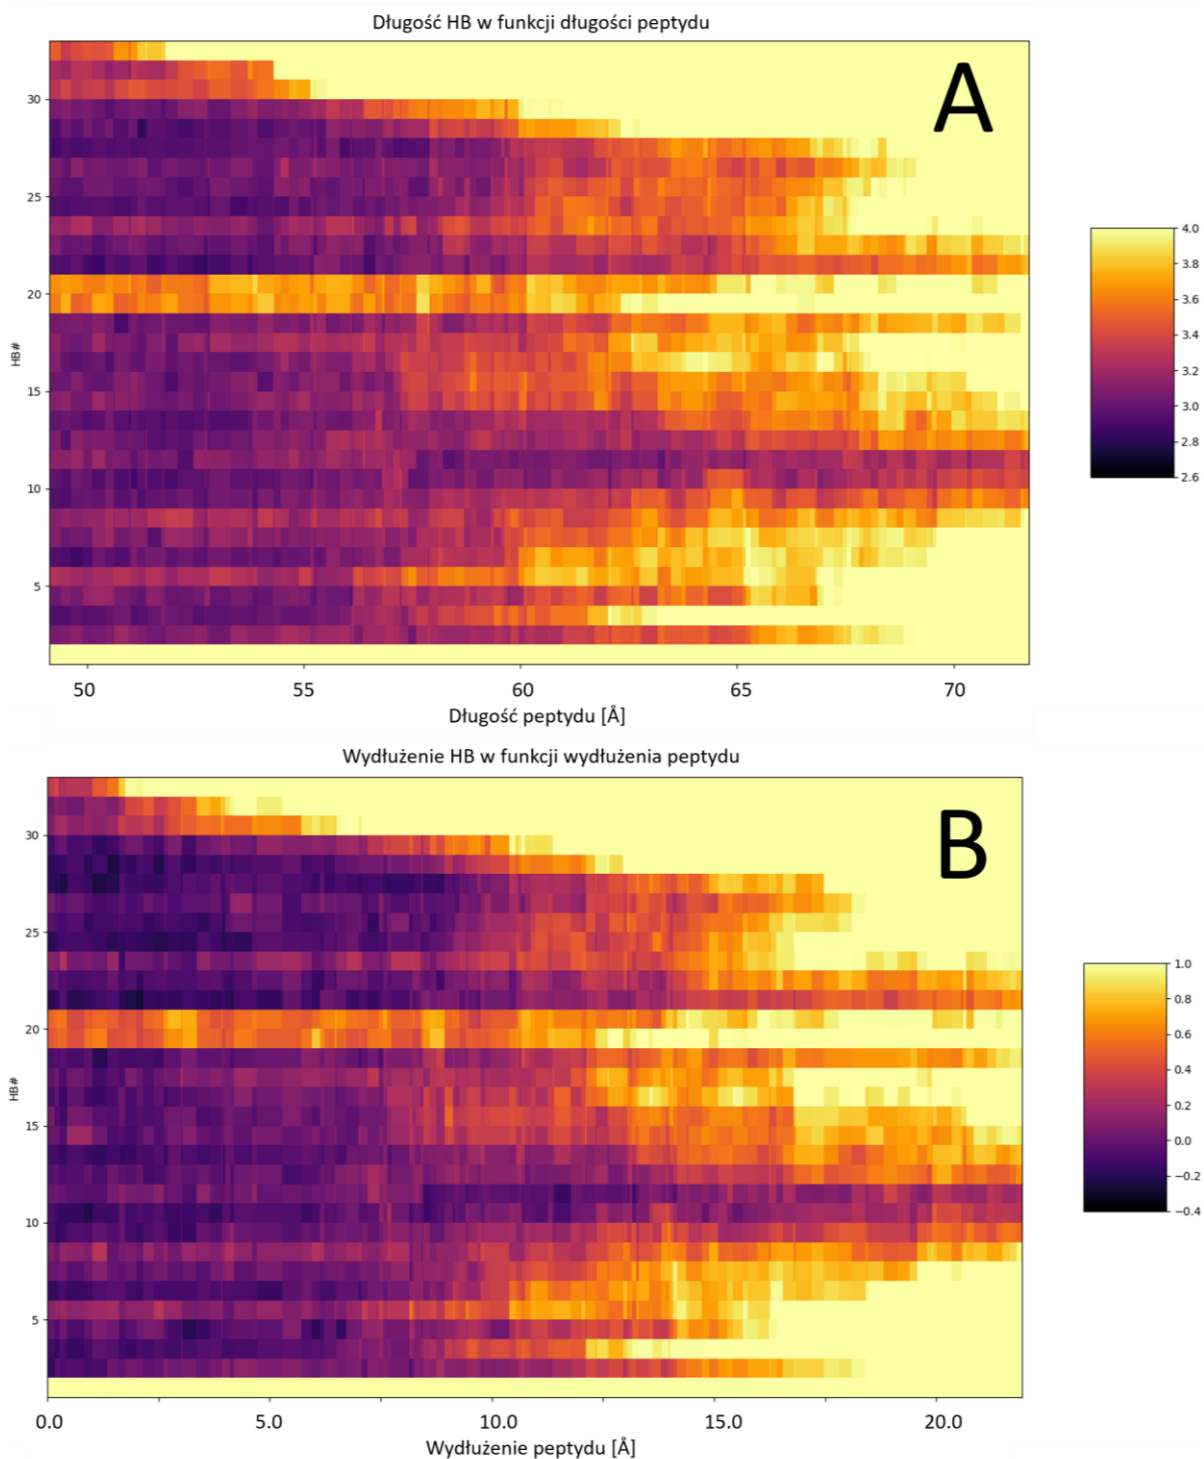 Długość HB w funkcji długości peptydu
A
30
25
20
15
10
5
HB#
50 55 60 65 70
Długość peptydu [Å]
4.0
3.8
3.6
3.4
3.2
3.0
2.8
2.6
Wydłużenie HB w funkcji wydłużenia peptydu
B
30
25
20
15
10
5
HB#
0.0 5.0 10.0 15.0 20.0
Wydłużenie peptydu [Å]
1.0
0.8
0.6
0.4
0.2
0.0
−0.2
−0.4